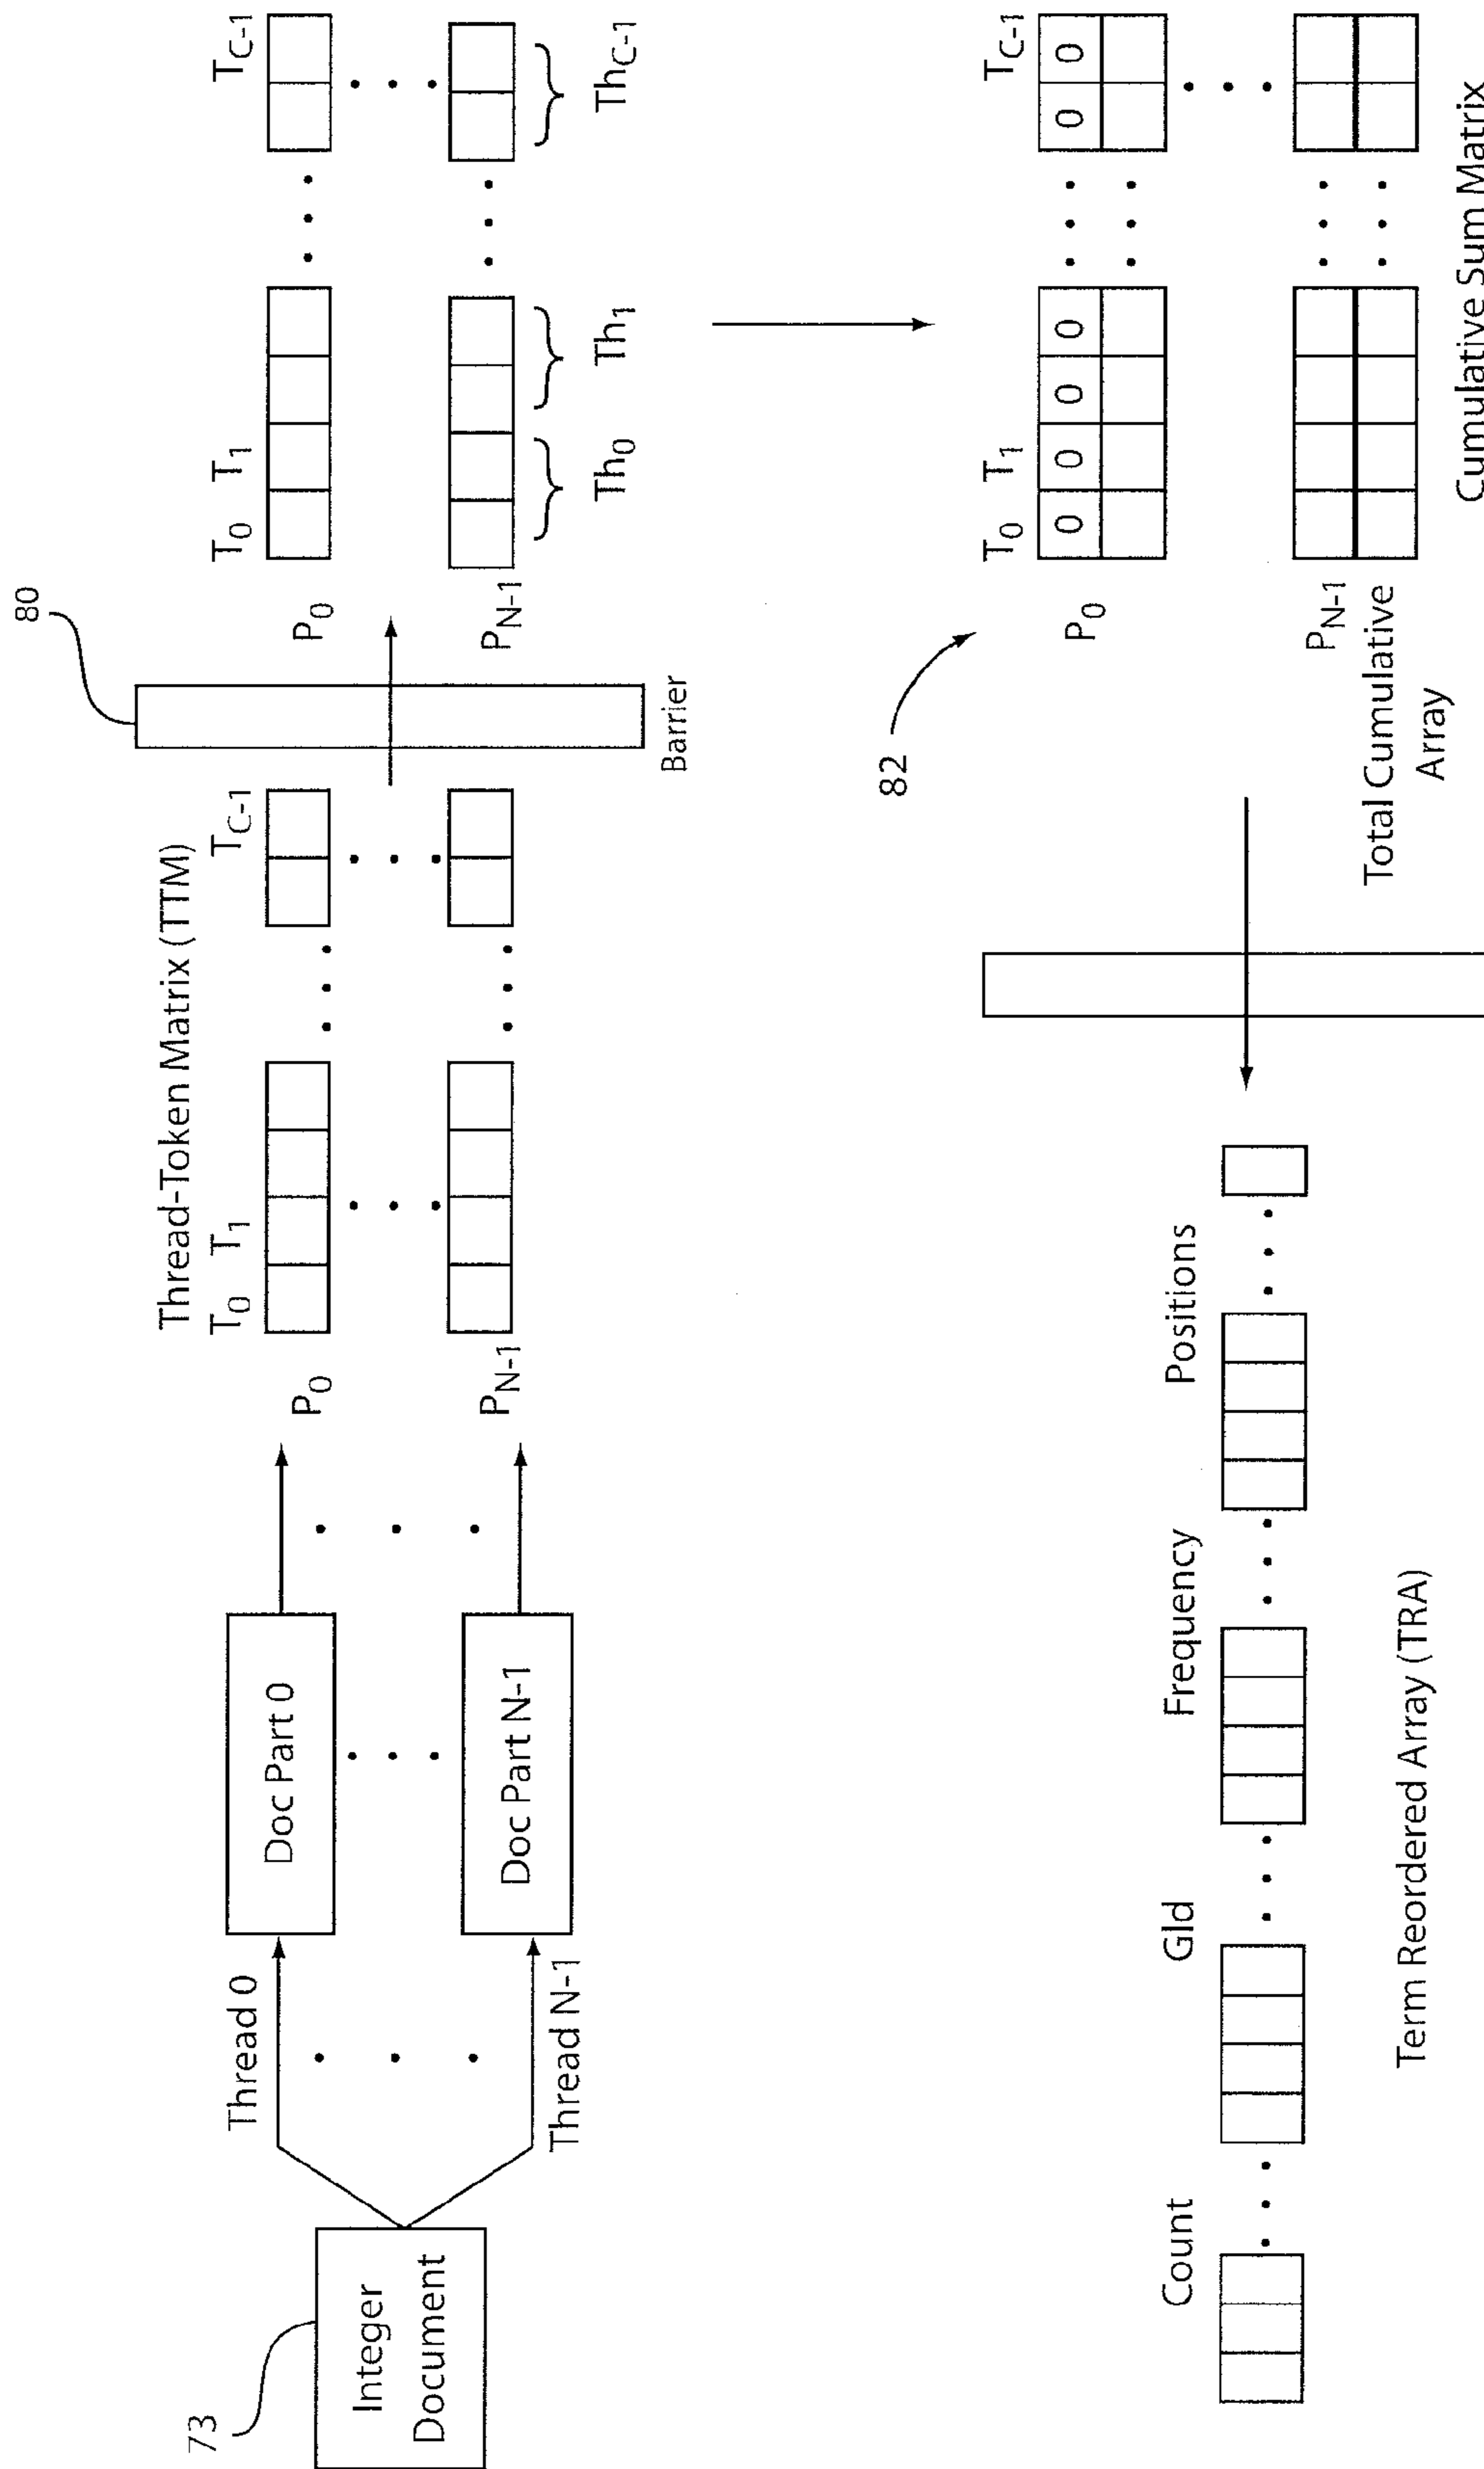 73
Integer
Document
Thread 0
Thread N-1
Doc Part 0
Doc Part N-1
Thread-Token Matrix (TTM)
T0 T1 TC-1
P0
PN-1
80
Barrier
T0 T1 TC-1
P0
PN-1
Th0 Th1 ThC-1
82
T0 T1 TC-1
P0 0 0 0 0 0 0
PN-1
Total Cumulative
Array
Cumulative Sum Matrix
Count GId Frequency Positions
Term Reordered Array (TRA)